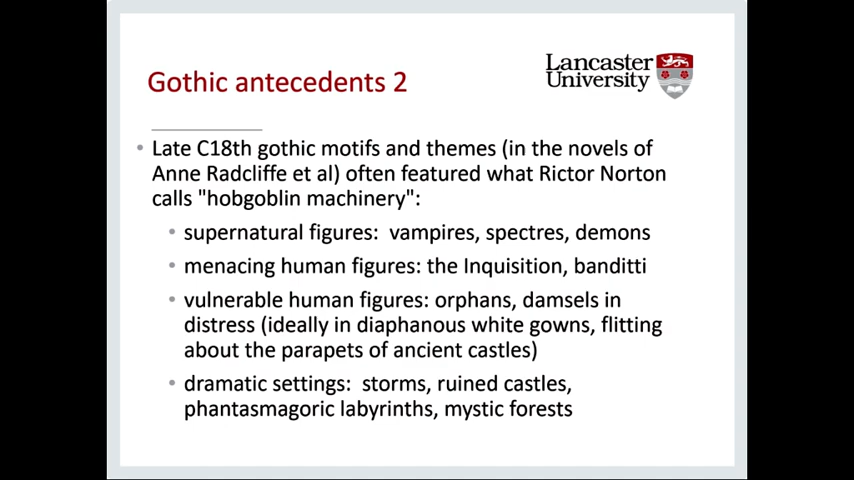 Gothic antecedents 2
Lancaster
University
• Late C18th gothic motifs and themes (in the novels of
Anne Radcliffe et al) often featured what Rictor Norton
calls "hobgoblin machinery":
• supernatural figures:  vampires, spectres, demons
• menacing human figures: the Inquisition, banditti
• vulnerable human figures: orphans, damsels in
distress (ideally in diaphanous white gowns, flitting
about the parapets of ancient castles)
• dramatic settings:  storms, ruined castles,
phantasmagoric labyrinths, mystic forests